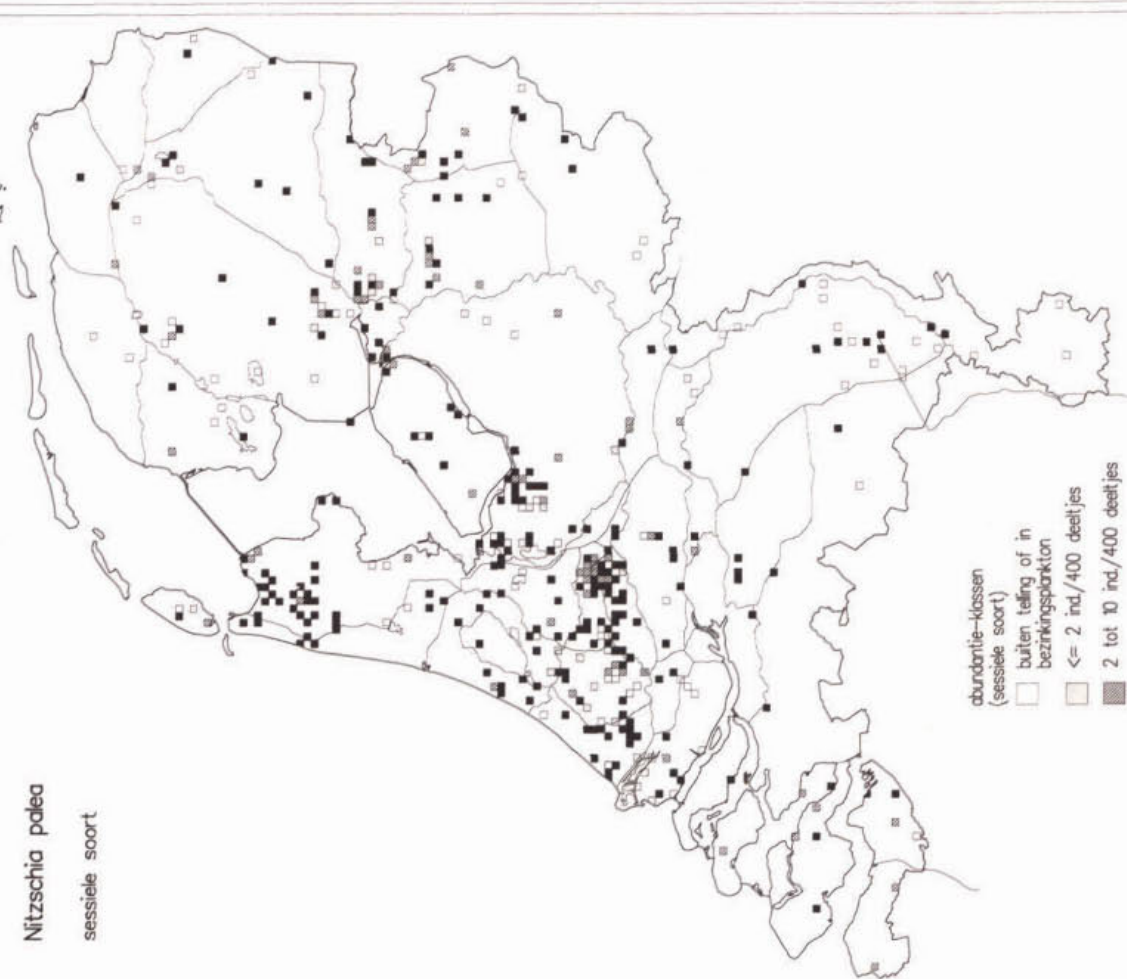 Nitzschia palea
sessiele soort
abundantie-klassen
(sessiele soort)
buiten telling of in
bezinkingsplankton
<= 2 ind./400 deeltjes
2 tot 10 ind./400 deeltjes